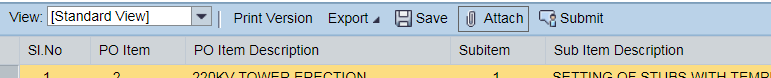 View: [Standard View] Print Version Export Save Attach Submit
Sl.No PO Item PO Item Description Subitem Sub Item Description
1 2 220KV TOWER ERECTION 1 SETTING OF STUBS WITH